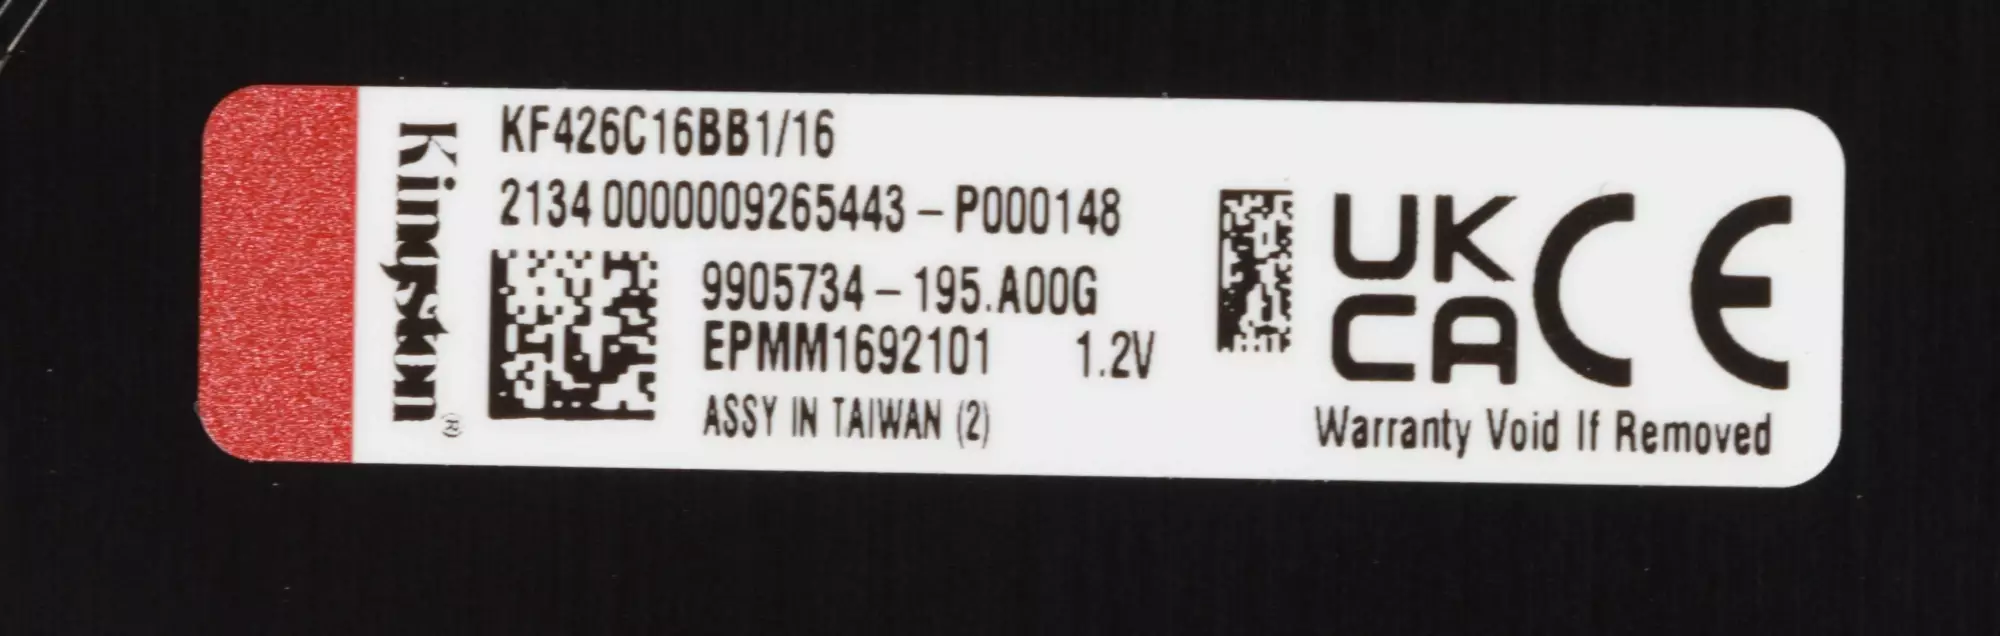 Kingston®
KF426C16BB1/16
2134 0000009265443 – P000148
9905734 – 195.A00G
EPMM1692101 1.2V
ASSY IN TAIWAN (2)
UK
CA CE
Warranty Void If Removed